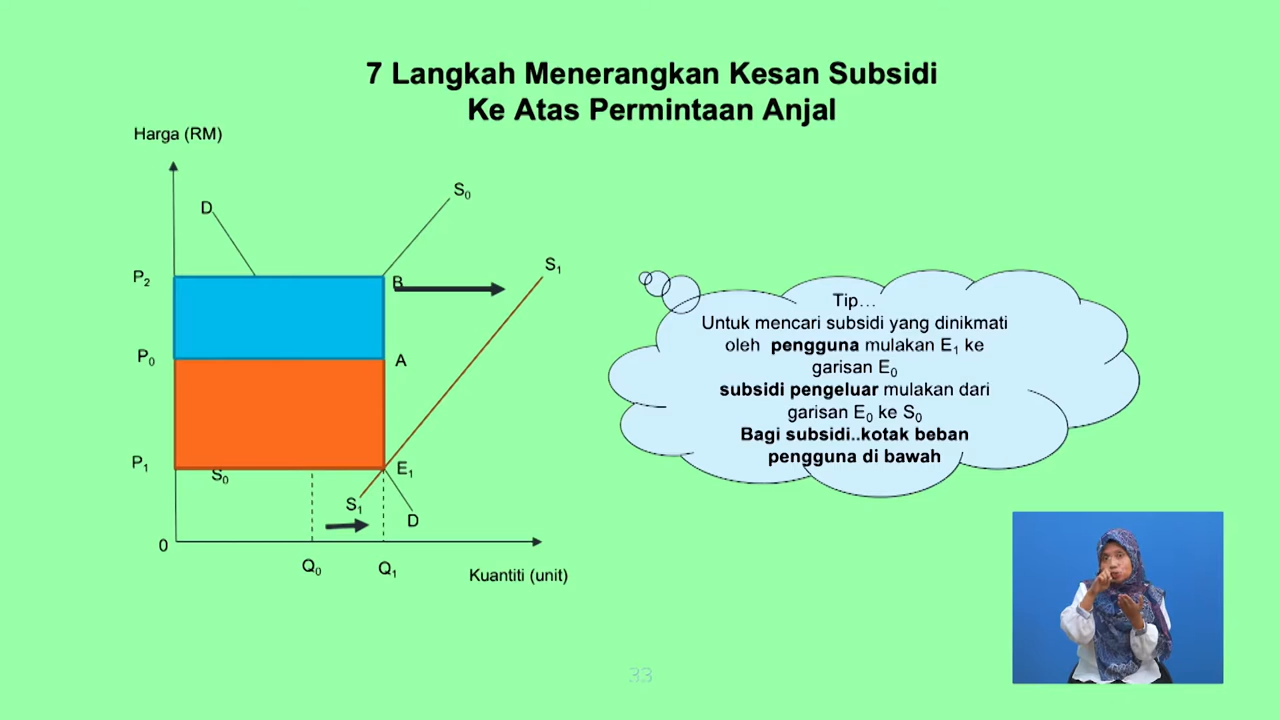 7 Langkah Menerangkan Kesan Subsidi
Ke Atas Permintaan Anjal
Harga (RM)
D
S₀
S₁
P₂
B
P₀
A
P₁
S₀
E₁
S₁
D
0
Q₀
Q₁
Kuantiti (unit)
Tip…
Untuk mencari subsidi yang dinikmati
oleh pengguna mulakan E₁ ke
garisan E₀
subsidi pengeluar mulakan dari
garisan E₀ ke S₀
Bagi subsidi..kotak beban
pengguna di bawah
33